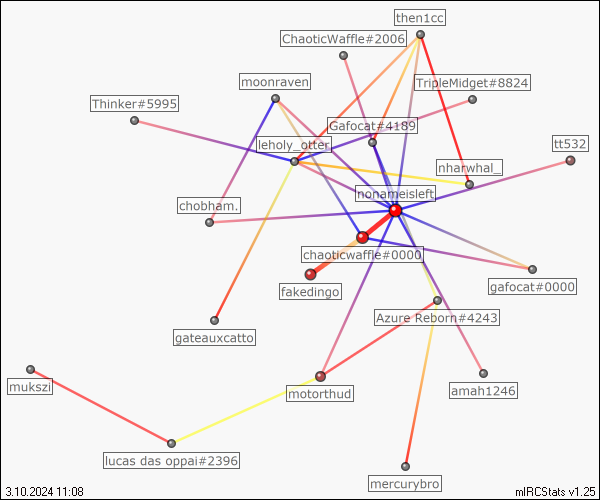 then1cc
ChaoticWaffle#2006
moonraven
TripleMidget#8824
Thinker#5995
Gafocat#4189
leholy_otter
tt532
nharwhal_
nonameisleft
chobham.
chaoticwaffle#0000
gafocat#0000
fakedingo
Azure Reborn#4243
gateauxcatto
mukszi
motorthud
amah1246
lucas das oppai#2396
mercurybro
3.10.2024 11:08
mIRCStats v1.25